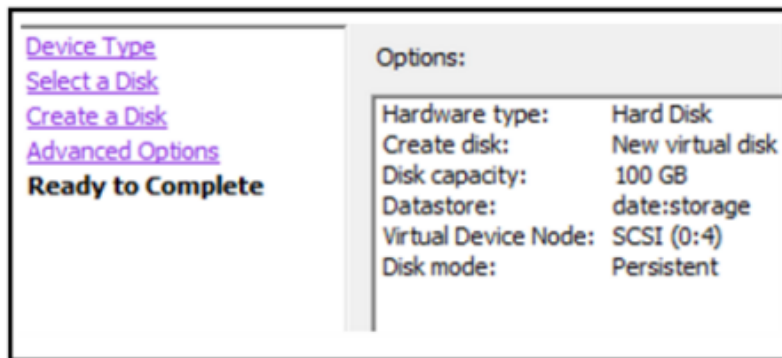 Device Type
Select a Disk
Create a Disk
Advanced Options
Ready to Complete
Options:
Hardware type: Hard Disk
Create disk: New virtual disk
Disk capacity: 100 GB
Datastore: date:storage
Virtual Device Node: SCSI (0:4)
Disk mode: Persistent